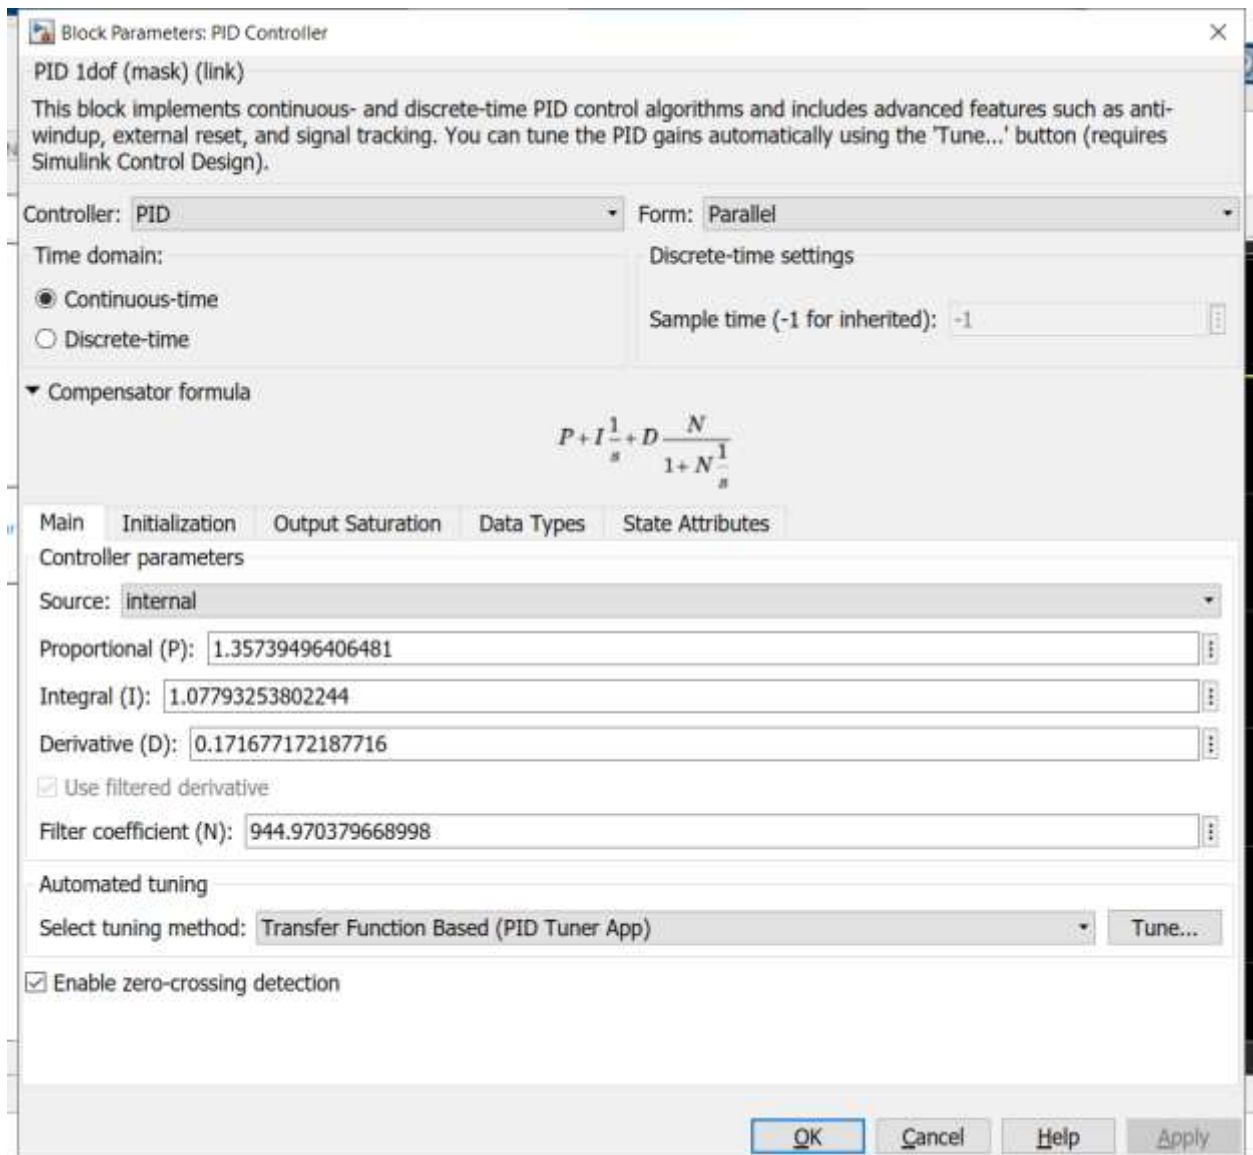 Block Parameters: PID Controller
PID 1dof (mask) (link)
This block implements continuous- and discrete-time PID control algorithms and includes advanced features such as anti-
windup, external reset, and signal tracking. You can tune the PID gains automatically using the 'Tune...' button (requires
Simulink Control Design).
Controller: PID Form: Parallel
Time domain: Discrete-time settings
Continuous-time
Sample time (-1 for inherited): -1
Discrete-time
Compensator formula
P + I 1/s + D N/(1 + N 1/s)
Main Initialization Output Saturation Data Types State Attributes
Controller parameters
Source: internal
Proportional (P): 1.35739496406481
Integral (I): 1.07793253802244
Derivative (D): 0.171677172187716
Use filtered derivative
Filter coefficient (N): 944.970379668998
Automated tuning
Select tuning method: Transfer Function Based (PID Tuner App) Tune...
Enable zero-crossing detection
OK Cancel Help Apply